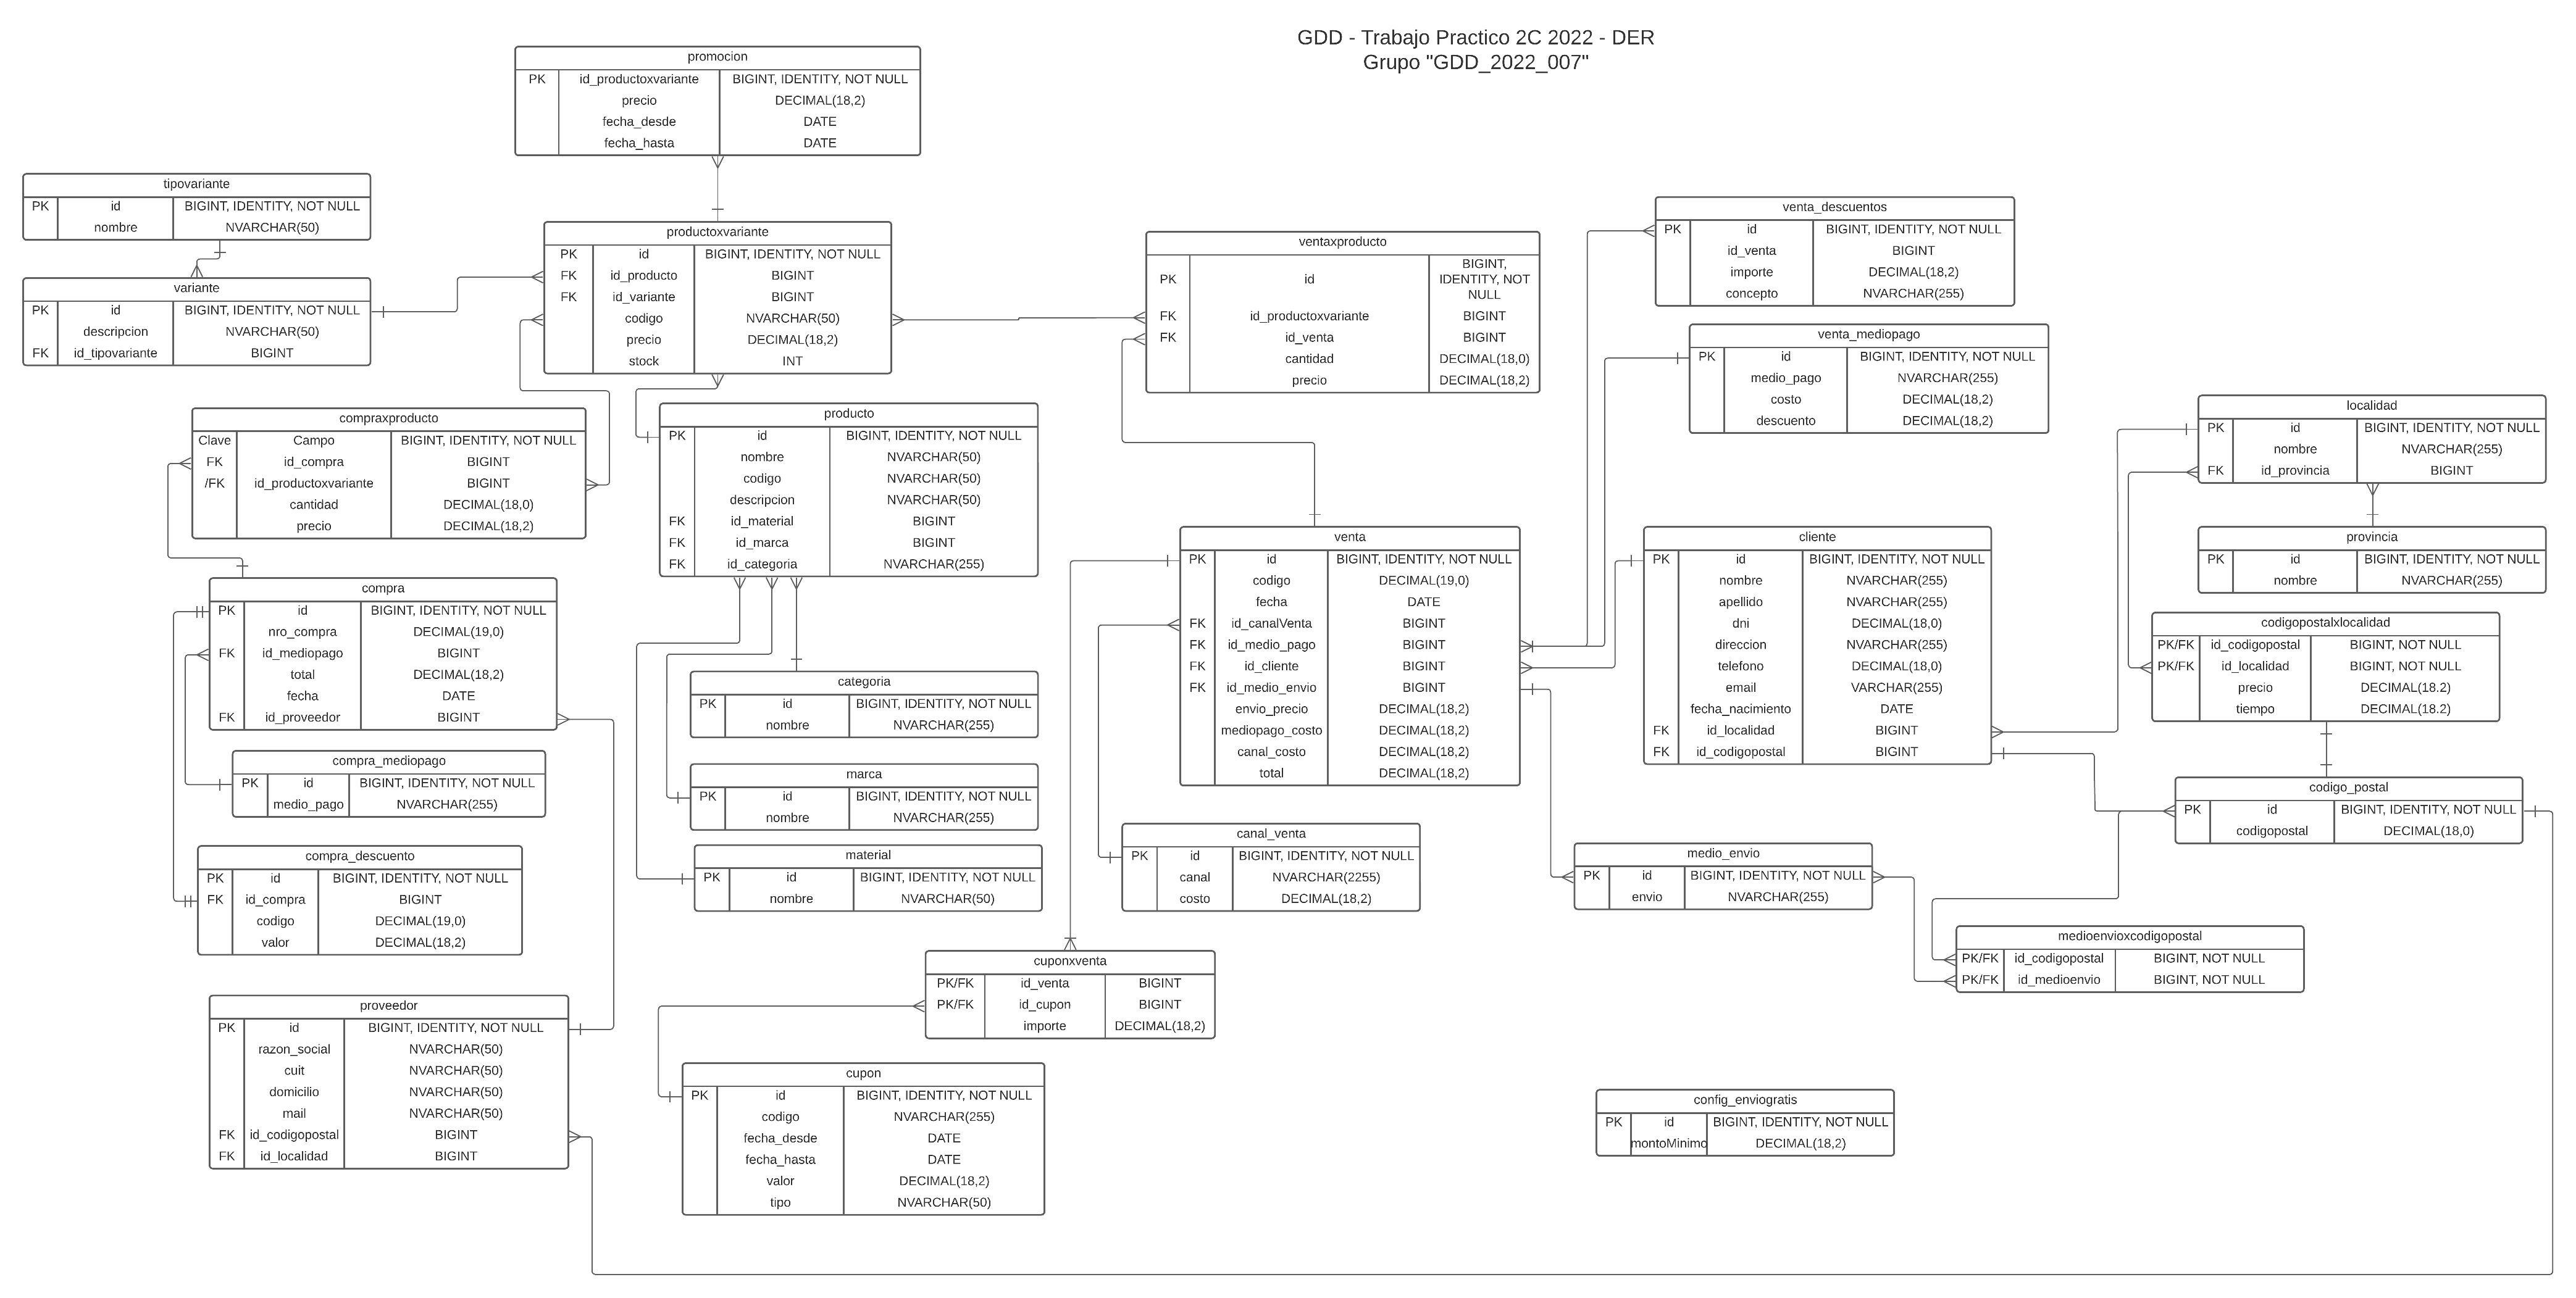 GDD - Trabajo Practico 2C 2022 - DER
Grupo "GDD_2022_007"
promocion
PK id_productoxvariante BIGINT, IDENTITY, NOT NULL
precio DECIMAL(18,2)
fecha_desde DATE
fecha_hasta DATE
tipovariante
PK id BIGINT, IDENTITY, NOT NULL
nombre NVARCHAR(50)
variante
PK id BIGINT, IDENTITY, NOT NULL
descripcion NVARCHAR(50)
FK id_tipovariante BIGINT
productoxvariante
PK id BIGINT, IDENTITY, NOT NULL
FK id_producto BIGINT
FK id_variante BIGINT
codigo NVARCHAR(50)
precio DECIMAL(18,2)
stock INT
ventaxproducto
PK id BIGINT,
IDENTITY, NOT
NULL
FK id_productoxvariante BIGINT
FK id_venta BIGINT
cantidad DECIMAL(18,0)
precio DECIMAL(18,2)
venta_descuentos
PK id BIGINT, IDENTITY, NOT NULL
id_venta BIGINT
importe DECIMAL(18,2)
concepto NVARCHAR(255)
venta_mediopago
PK id BIGINT, IDENTITY, NOT NULL
medio_pago NVARCHAR(255)
costo DECIMAL(18,2)
descuento DECIMAL(18,2)
compraxproducto
Clave Campo BIGINT, IDENTITY, NOT NULL
FK id_compra BIGINT
/FK id_productoxvariante BIGINT
cantidad DECIMAL(18,0)
precio DECIMAL(18,2)
producto
PK id BIGINT, IDENTITY, NOT NULL
nombre NVARCHAR(50)
codigo NVARCHAR(50)
descripcion NVARCHAR(50)
FK id_material BIGINT
FK id_marca BIGINT
FK id_categoria NVARCHAR(255)
localidad
PK id BIGINT, IDENTITY, NOT NULL
nombre NVARCHAR(255)
FK id_provincia BIGINT
provincia
PK id BIGINT, IDENTITY, NOT NULL
nombre NVARCHAR(255)
venta
PK id BIGINT, IDENTITY, NOT NULL
codigo DECIMAL(19,0)
fecha DATE
FK id_canalVenta BIGINT
FK id_medio_pago BIGINT
FK id_cliente BIGINT
FK id_medio_envio BIGINT
envio_precio DECIMAL(18,2)
mediopago_costo DECIMAL(18,2)
canal_costo DECIMAL(18,2)
total DECIMAL(18,2)
cliente
PK id BIGINT, IDENTITY, NOT NULL
nombre NVARCHAR(255)
apellido NVARCHAR(255)
dni DECIMAL(18,0)
direccion NVARCHAR(255)
telefono DECIMAL(18,0)
email VARCHAR(255)
fecha_nacimiento DATE
FK id_localidad BIGINT
FK id_codigopostal BIGINT
codigopostalxlocalidad
PK/FK id_codigopostal BIGINT, NOT NULL
PK/FK id_localidad BIGINT, NOT NULL
precio DECIMAL(18.2)
tiempo DECIMAL(18.2)
compra
PK id BIGINT, IDENTITY, NOT NULL
nro_compra DECIMAL(19,0)
FK id_mediopago BIGINT
total DECIMAL(18,2)
fecha DATE
FK id_proveedor BIGINT
compra_mediopago
PK id BIGINT, IDENTITY, NOT NULL
medio_pago NVARCHAR(255)
compra_descuento
PK id BIGINT, IDENTITY, NOT NULL
FK id_compra BIGINT
codigo DECIMAL(19,0)
valor DECIMAL(18,2)
categoria
PK id BIGINT, IDENTITY, NOT NULL
nombre NVARCHAR(255)
marca
PK id BIGINT, IDENTITY, NOT NULL
nombre NVARCHAR(255)
material
PK id BIGINT, IDENTITY, NOT NULL
nombre NVARCHAR(50)
canal_venta
PK id BIGINT, IDENTITY, NOT NULL
canal NVARCHAR(2255)
costo DECIMAL(18,2)
medio_envio
PK id BIGINT, IDENTITY, NOT NULL
envio NVARCHAR(255)
codigo_postal
PK id BIGINT, IDENTITY, NOT NULL
codigopostal DECIMAL(18,0)
medioenvioxcodigopostal
PK/FK id_codigopostal BIGINT, NOT NULL
PK/FK id_medioenvio BIGINT, NOT NULL
cuponxventa
PK/FK id_venta BIGINT
PK/FK id_cupon BIGINT
importe DECIMAL(18,2)
proveedor
PK id BIGINT, IDENTITY, NOT NULL
razon_social NVARCHAR(50)
cuit NVARCHAR(50)
domicilio NVARCHAR(50)
mail NVARCHAR(50)
FK id_codigopostal BIGINT
FK id_localidad BIGINT
cupon
PK id BIGINT, IDENTITY, NOT NULL
codigo NVARCHAR(255)
fecha_desde DATE
fecha_hasta DATE
valor DECIMAL(18,2)
tipo NVARCHAR(50)
config_enviogratis
PK id BIGINT, IDENTITY, NOT NULL
montoMinimo DECIMAL(18,2)